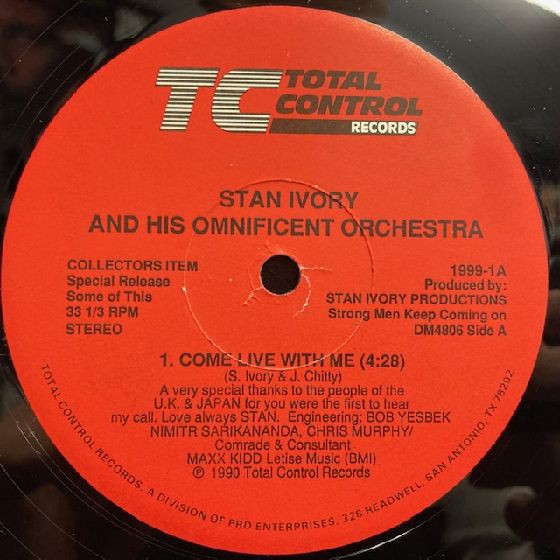 TC TOTAL
CONTROL
RECORDS
STAN IVORY
AND HIS OMNIFICENT ORCHESTRA
COLLECTORS ITEM
Special Release
Some of This
33 1/3 RPM
STEREO
1999-1A
Produced by:
STAN IVORY PRODUCTIONS
Strong Men Keep Coming on
DM4806 Side A
1. COME LIVE WITH ME (4:28)
(S. Ivory & J. Chitty)
A very special thanks to the people of the
U.K. & JAPAN for you were the first to hear
my call, Love always STAN. Engineering; BOB YESBEK
NIMITR SARIKANANDA, CHRIS MURPHY/
Comrade & Consultant
MAXX KIDD Letise Music (BMI)
℗ 1990 Total Control Records
TOTAL CONTROL RECORDS, A DIVISION OF PHD ENTERPRISES, 326 READWELL, SAN ANTONIO, TX 78202